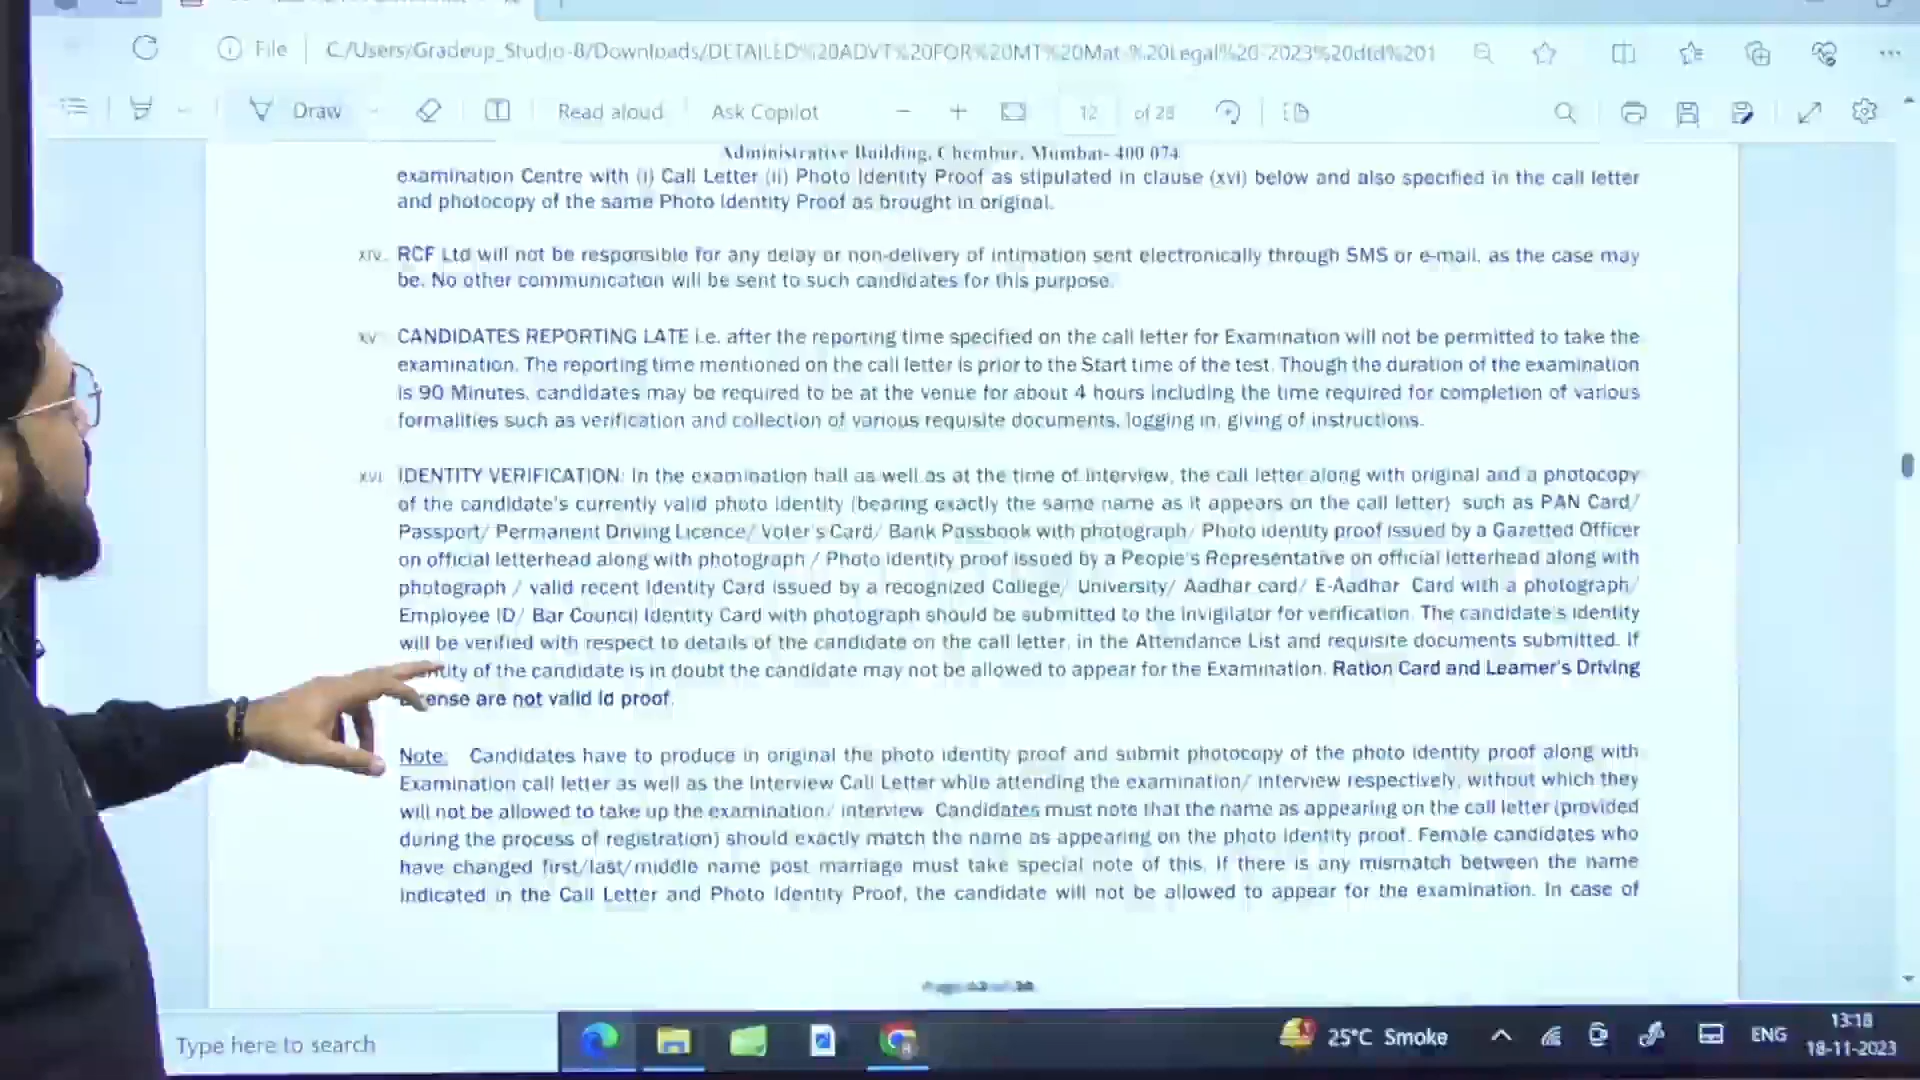 File C:/Users/Gradeup_Studio-8/Downloads/DETAILED%20ADVT%20FOR%20MT%20Mat-%20Legal%20-2023%20dtd%201
Draw Read aloud Ask Copilot 12 of 28
Administrative Building, Chembur, Mumbai- 400 074
examination Centre with (i) Call Letter (ii) Photo Identity Proof as stipulated in clause (xvi) below and also specified in the call letter
and photocopy of the same Photo Identity Proof as brought in original.
xiv. RCF Ltd will not be responsible for any delay or non-delivery of intimation sent electronically through SMS or e-mail, as the case may
be. No other communication will be sent to such candidates for this purpose.
xv. CANDIDATES REPORTING LATE i.e. after the reporting time specified on the call letter for Examination will not be permitted to take the
examination. The reporting time mentioned on the call letter is prior to the Start time of the test. Though the duration of the examination
is 90 Minutes, candidates may be required to be at the venue for about 4 hours including the time required for completion of various
formalities such as verification and collection of various requisite documents, logging in, giving of instructions.
xvi. IDENTITY VERIFICATION: In the examination hall as well as at the time of interview, the call letter along with original and a photocopy
of the candidate's currently valid photo identity (bearing exactly the same name as it appears on the call letter) such as PAN Card/
Passport/ Permanent Driving Licence/ Voter's Card/ Bank Passbook with photograph/ Photo identity proof issued by a Gazetted Officer
on official letterhead along with photograph / Photo identity proof issued by a People's Representative on official letterhead along with
photograph / valid recent Identity Card issued by a recognized College/ University/ Aadhar card/ E-Aadhar Card with a photograph/
Employee ID/ Bar Council Identity Card with photograph should be submitted to the invigilator for verification. The candidate's identity
will be verified with respect to details of the candidate on the call letter, in the Attendance List and requisite documents submitted. If
ntity of the candidate is in doubt the candidate may not be allowed to appear for the Examination. Ration Card and Learner's Driving
ense are not valid id proof.
Note: Candidates have to produce in original the photo identity proof and submit photocopy of the photo identity proof along with
Examination call letter as well as the Interview Call Letter while attending the examination/ interview respectively, without which they
will not be allowed to take up the examination/ interview Candidates must note that the name as appearing on the call letter (provided
during the process of registration) should exactly match the name as appearing on the photo identity proof. Female candidates who
have changed first/last/middle name post marriage must take special note of this. If there is any mismatch between the name
indicated in the Call Letter and Photo Identity Proof, the candidate will not be allowed to appear for the examination. In case of
Type here to search
25°C Smoke
ENG
13:18
18-11-2023